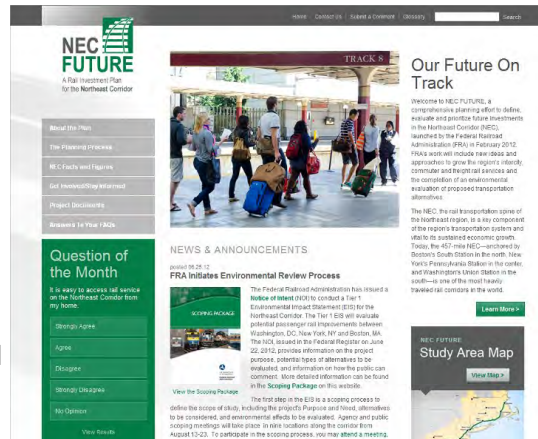 Home | Contact Us | Submit a Comment | Glossary | Search
NEC
FUTURE
A Rail Investment Plan
for the Northeast Corridor
About the Plan
The Planning Process
NEC Facts and Figures
Get Involved/Stay Informed
Project Documents
Answers To Your FAQs
Question of
the Month
It is easy to access rail service
on the Northeast Corridor from
my home.
Strongly Agree
Agree
Disagree
Strongly Disagree
No Opinion
View Results
TRACK 8
NEWS & ANNOUNCEMENTS
posted 06.26.12
FRA Initiates Environmental Review Process
SCOPING PACKAGE
View the Scoping Package
The Federal Railroad Administration has issued a
Notice of Intent (NOI) to conduct a Tier 1
Environmental Impact Statement (EIS) for the
Northeast Corridor. The Tier 1 EIS will evaluate
potential passenger rail improvements between
Washington, DC, New York, NY and Boston, MA.
The NOI, issued in the Federal Register on June
22, 2012, provides information on the project
purpose, potential types of alternatives to be
evaluated, and information on how the public can
comment. More detailed information can be found
in the Scoping Package on this website.
The first step in the EIS is a scoping process to
define the scope of study, including the project's Purpose and Need, alternatives
to be considered, and environmental effects to be evaluated. Agency and public
scoping meetings will take place in nine locations along the corridor from
August 13-23. To participate in the scoping process, you may attend a meeting,
Our Future On
Track
Welcome to NEC FUTURE, a
comprehensive planning effort to define,
evaluate and prioritize future investments
in the Northeast Corridor (NEC),
launched by the Federal Railroad
Administration (FRA) in February 2012.
FRA's work will include new ideas and
approaches to grow the region's intercity,
commuter and freight rail services and
the completion of an environmental
evaluation of proposed transportation
alternatives.
The NEC, the rail transportation spine of
the Northeast region, is a key component
of the region's transportation system and
vital to its sustained economic growth.
Today, the 457-mile NEC—anchored by
Boston's South Station in the north, New
York's Pennsylvania Station in the center,
and Washington's Union Station in the
south—is one of the most heavily
traveled rail corridors in the world.
Learn More >
NEC FUTURE
Study Area Map
View Map >